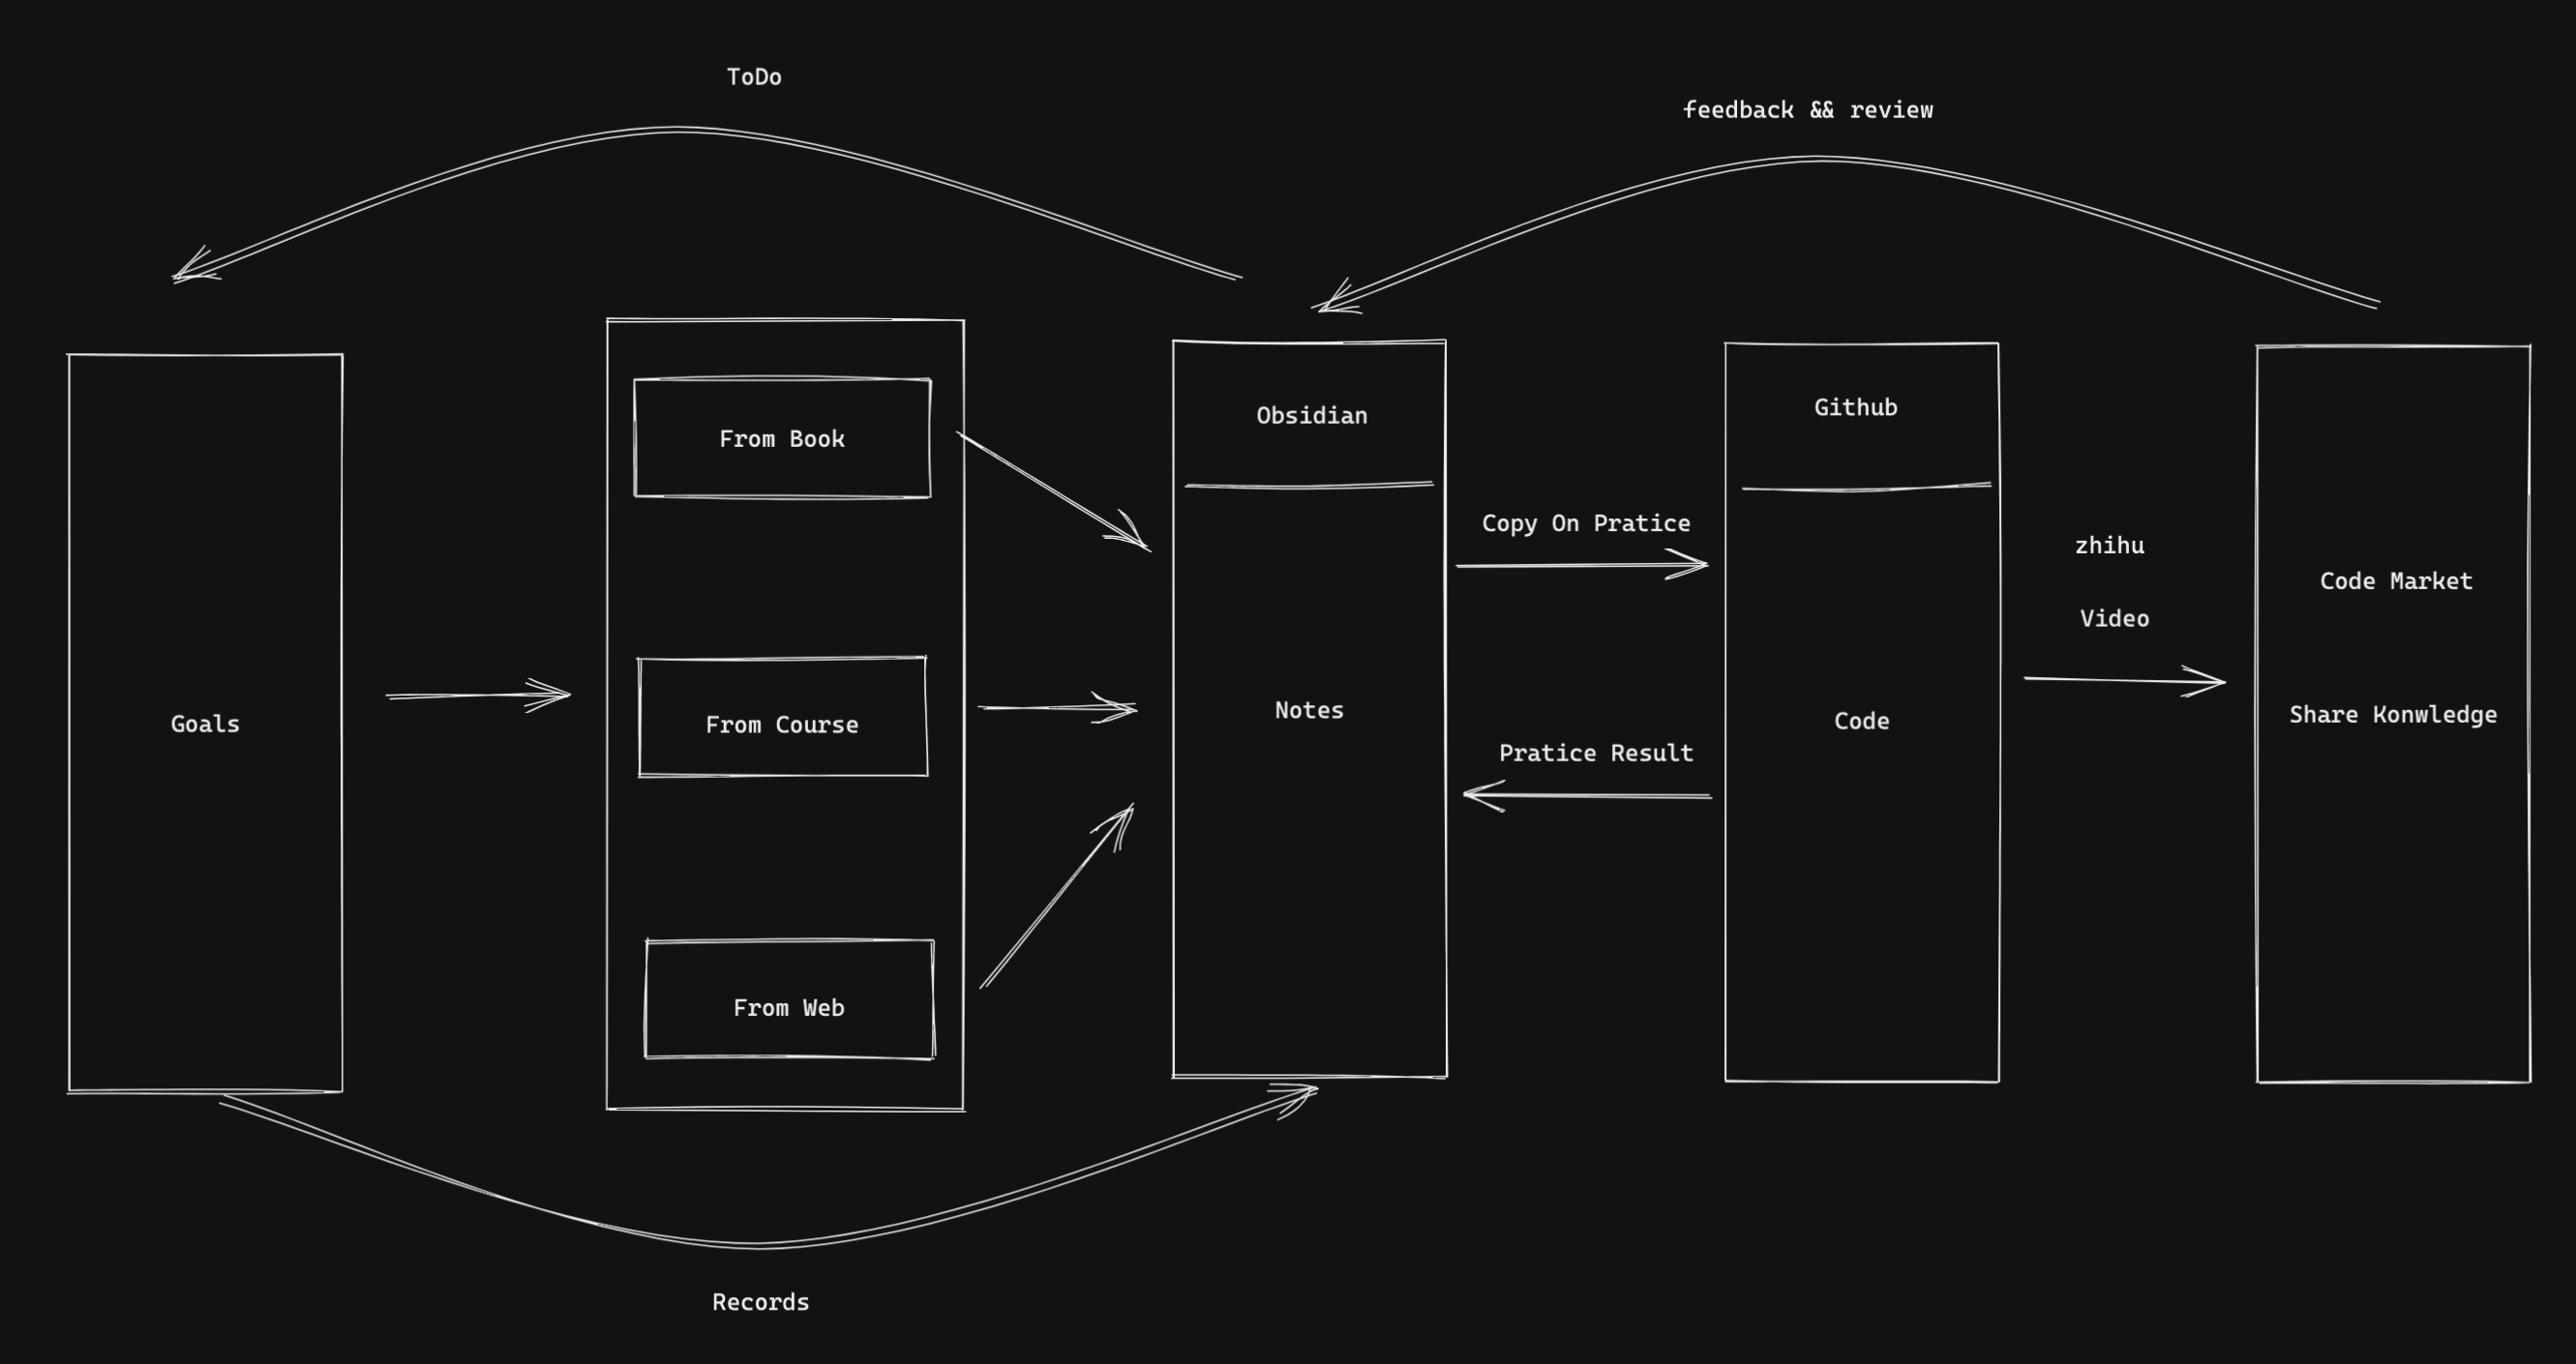 ToDo
feedback && review
Goals
From Book
From Course
From Web
Obsidian
Notes
Copy On Pratice
Pratice Result
Github
Code
zhihu
Video
Code Market
Share Konwledge
Records